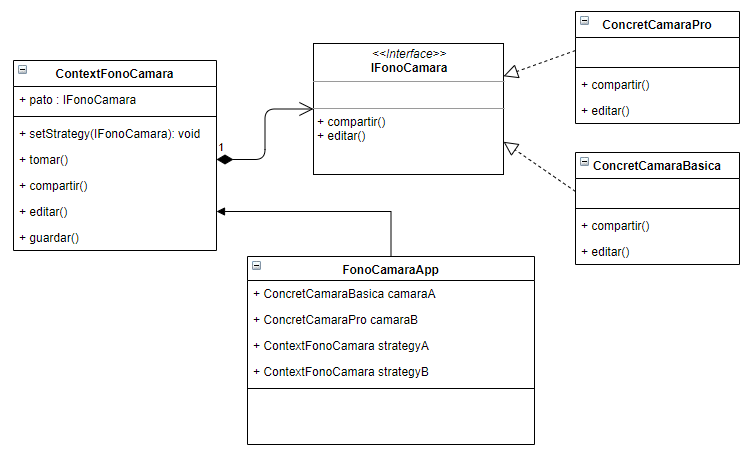 ContextFonoCamara
+ pato : IFonoCamara
+ setStrategy(IFonoCamara): void
+ tomar()
+ compartir()
+ editar()
+ guardar()
1
<<Interface>>
IFonoCamara
+ compartir()
+ editar()
ConcretCamaraPro
+ compartir()
+ editar()
ConcretCamaraBasica
+ compartir()
+ editar()
FonoCamaraApp
+ ConcretCamaraBasica camaraA
+ ConcretCamaraPro camaraB
+ ContextFonoCamara strategyA
+ ContextFonoCamara strategyB